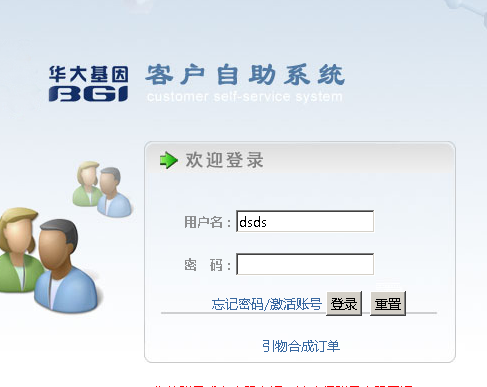 华大基因 客户自助系统
BGI customer self-service system
欢迎登录
用户名： dsds
密 码：
忘记密码/激活账号 登录 重置
引物合成订单